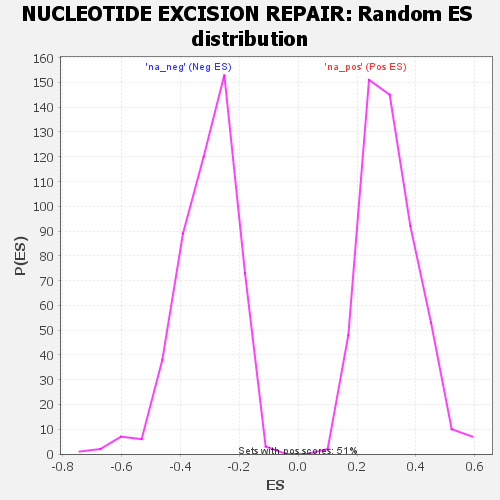 NUCLEOTIDE EXCISION REPAIR: Random ES
distribution
'na_neg' (Neg ES)
'na_pos' (Pos ES)
160
150
140
130
120
110
100
90
80
70
60
50
40
30
20
10
0
P(ES)
Sets with pos scores: 51%
-0.8 -0.6 -0.4 -0.2 0.0 0.2 0.4 0.6
ES